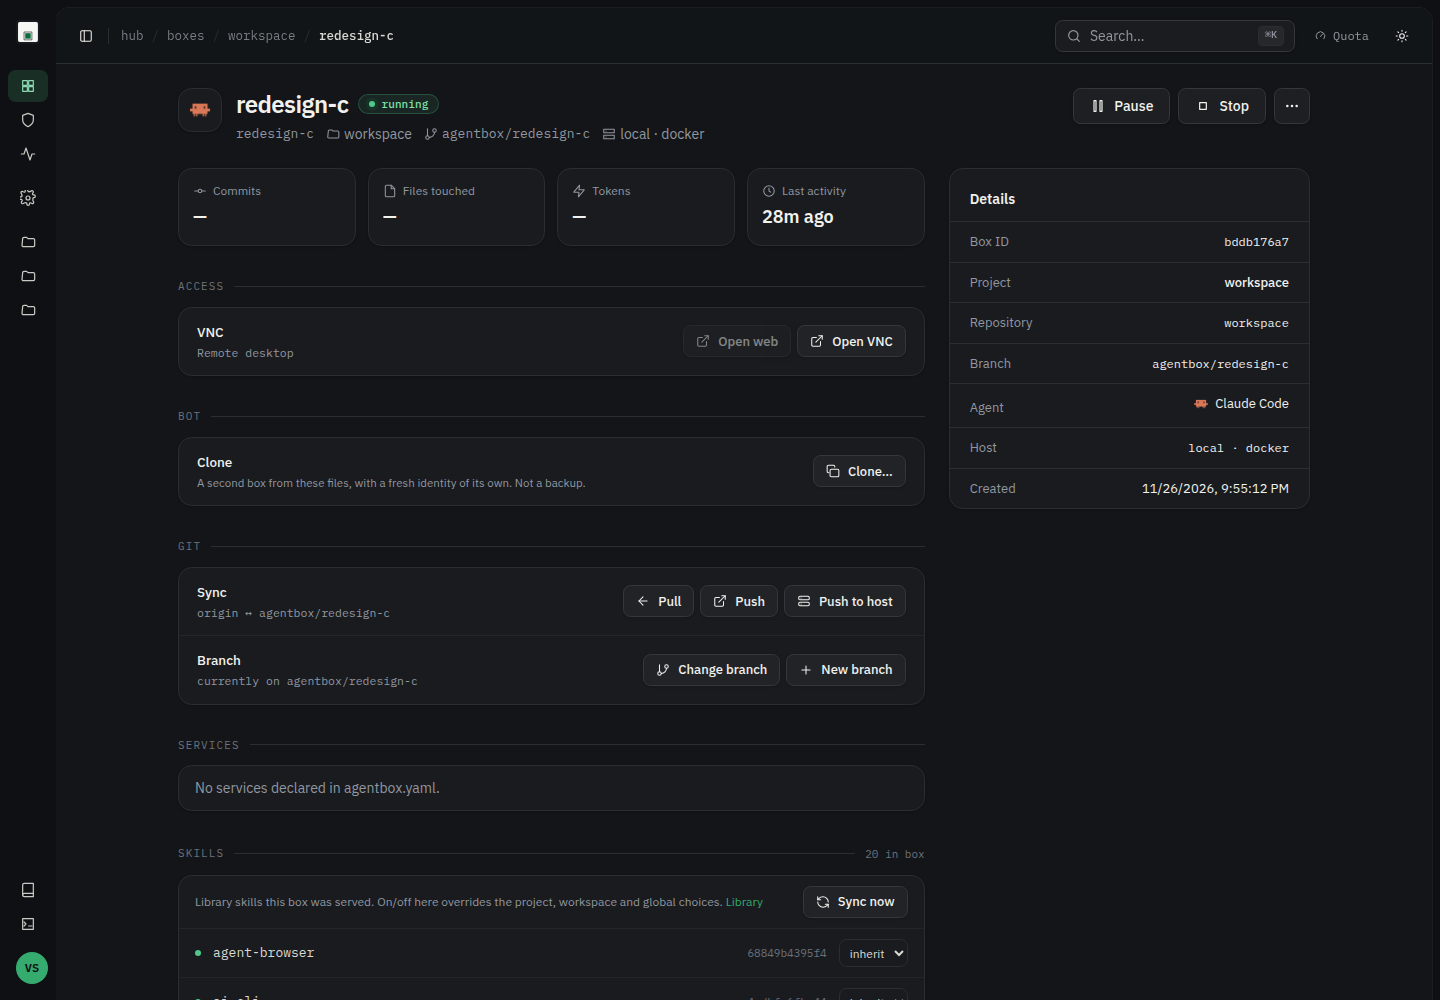 hub / boxes / workspace / redesign-c
Search...
⌘K
Quota
redesign-c
running
redesign-c workspace agentbox/redesign-c local · docker
Pause
Stop
Commits
—
Files touched
—
Tokens
—
Last activity
28m ago
ACCESS
VNC
Remote desktop
Open web
Open VNC
BOT
Clone
A second box from these files, with a fresh identity of its own. Not a backup.
Clone...
GIT
Sync
origin ↔ agentbox/redesign-c
Pull
Push
Push to host
Branch
currently on agentbox/redesign-c
Change branch
New branch
SERVICES
No services declared in agentbox.yaml.
SKILLS
20 in box
Library skills this box was served. On/off here overrides the project, workspace and global choices. Library
Sync now
agent-browser
68849b4395f4
inherit
Details
Box ID bddb176a7
Project workspace
Repository workspace
Branch agentbox/redesign-c
Agent Claude Code
Host local · docker
Created 11/26/2026, 9:55:12 PM
VS